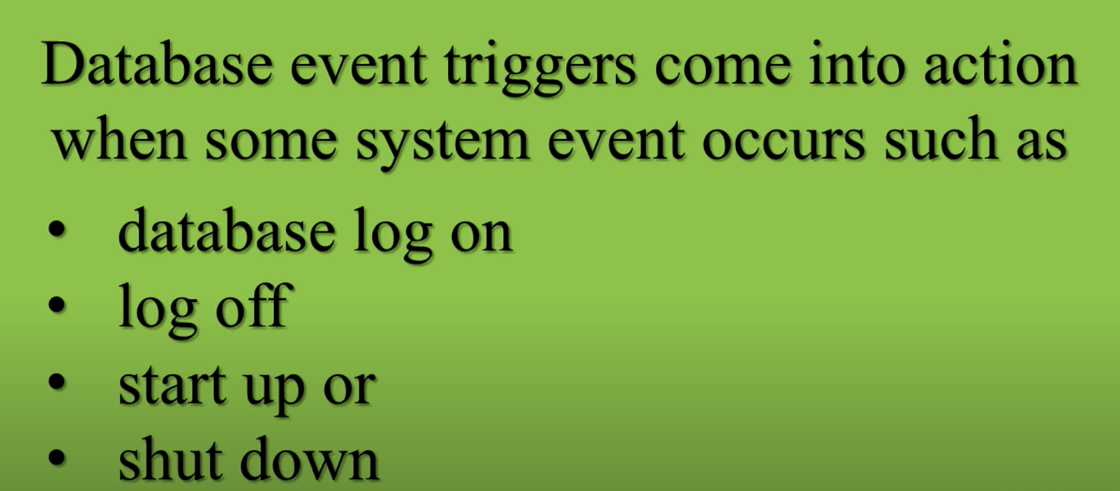 Database event triggers come into action
when some system event occurs such as
• database log on
• log off
• start up or
• shut down